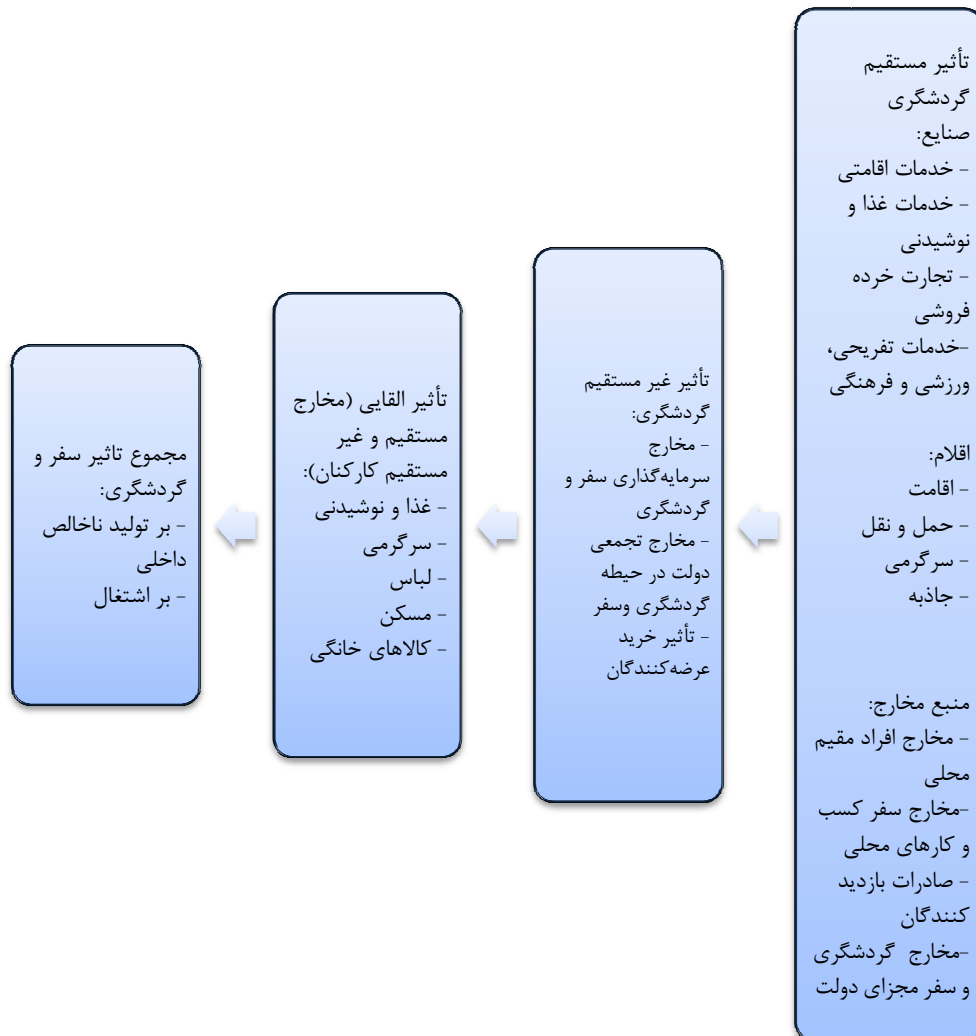 تأثیر مستقیم
گردشگری
صنایع:
- خدمات اقامتی
- خدمات غذا و
نوشیدنی
- تجارت خرده
فروشی
-خدمات تفریحی،
ورزشی و فرهنگی
اقلام:
- اقامت
- حمل و نقل
- سرگرمی
- جاذبه
منبع مخارج:
- مخارج افراد مقیم
محلی
-مخارج سفر کسب
و کارهای محلی
- صادرات بازدید
کنندگان
-مخارج گردشگری
و سفر مجزای دولت
تأثیر غیر مستقیم
گردشگری:
- مخارج
سرمایه‌گذاری سفر و
گردشگری
- مخارج تجمعی
دولت در حیطه
گردشگری وسفر
- تأثیر خرید
عرضه‌کنندگان
تأثیر القایی (مخارج
مستقیم و غیر
مستقیم کارکنان):
- غذا و نوشیدنی
- سرگرمی
- لباس
- مسکن
- کالاهای خانگی
مجموع تاثیر سفر و
گردشگری:
- بر تولید ناخالص
داخلی
- بر اشتغال